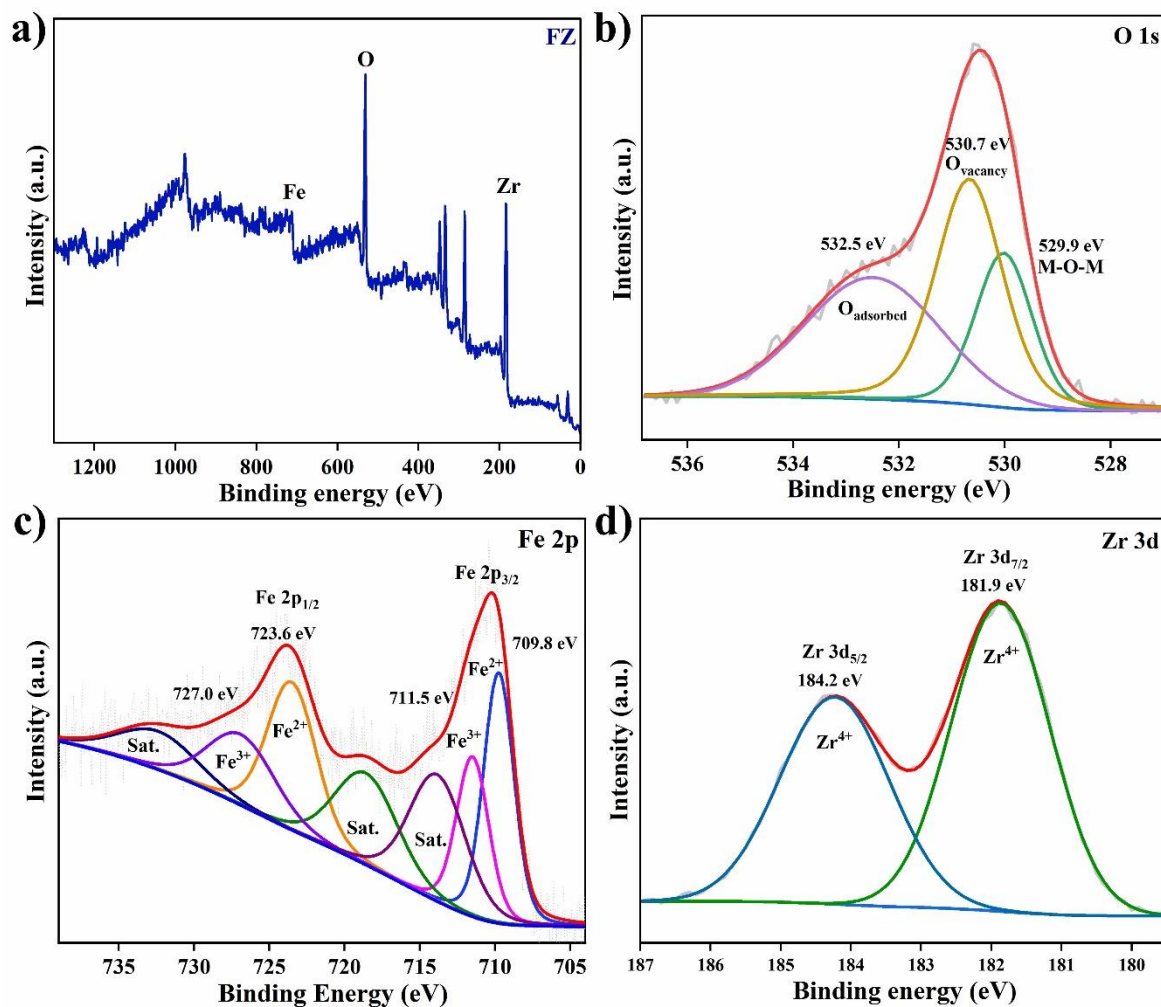 a)
FZ
O
Fe
Zr
Intensity (a.u.)
1200 1000 800 600 400 200 0
Binding energy (eV)
b)
O 1s
530.7 eV
O vacancy
532.5 eV
529.9 eV
M-O-M
O adsorbed
Intensity (a.u.)
536 534 532 530 528
Binding energy (eV)
c)
Fe 2p
Fe 2p3/2
Fe 2p1/2
723.6 eV
709.8 eV
727.0 eV
711.5 eV
Fe2+
Fe2+
Fe3+
Sat.
Fe3+
Sat.
Sat.
Intensity (a.u.)
735 730 725 720 715 710 705
Binding Energy (eV)
d)
Zr 3d
Zr 3d7/2
181.9 eV
Zr 3d5/2
184.2 eV
Zr4+
Zr4+
Intensity (a.u.)
187 186 185 184 183 182 181 180
Binding energy (eV)